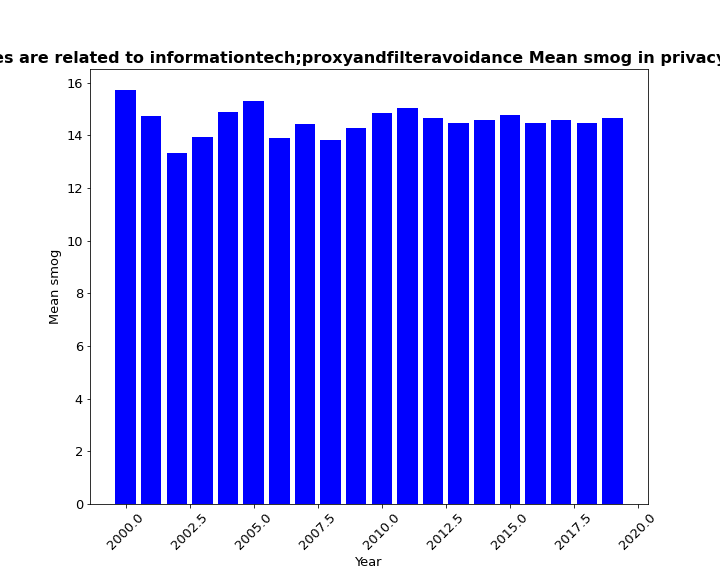 es are related to informationtech;proxyandfilteravoidance Mean smog in privacy
16
14
12
10
8
6
4
2
0
Mean smog
2000.0 2002.5 2005.0 2007.5 2010.0 2012.5 2015.0 2017.5 2020.0
Year